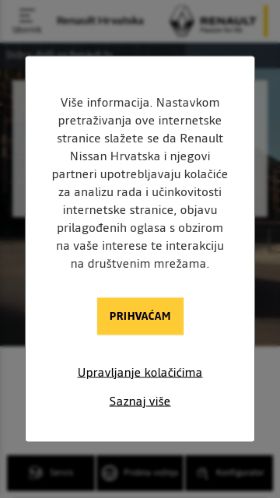 Renault Hrvatska
RENAULT
Više informacija. Nastavkom
pretraživanja ove internetske
stranice slažete se da Renault
Nissan Hrvatska i njegovi
partneri upotrebljavaju kolačiće
za analizu rada i učinkovitosti
internetske stranice, objavu
prilagođenih oglasa s obzirom
na vaše interese te interakciju
na društvenim mrežama.
PRIHVAĆAM
Upravljanje kolačićima
Saznaj više
Servis
Probna vožnja
Konfigurator